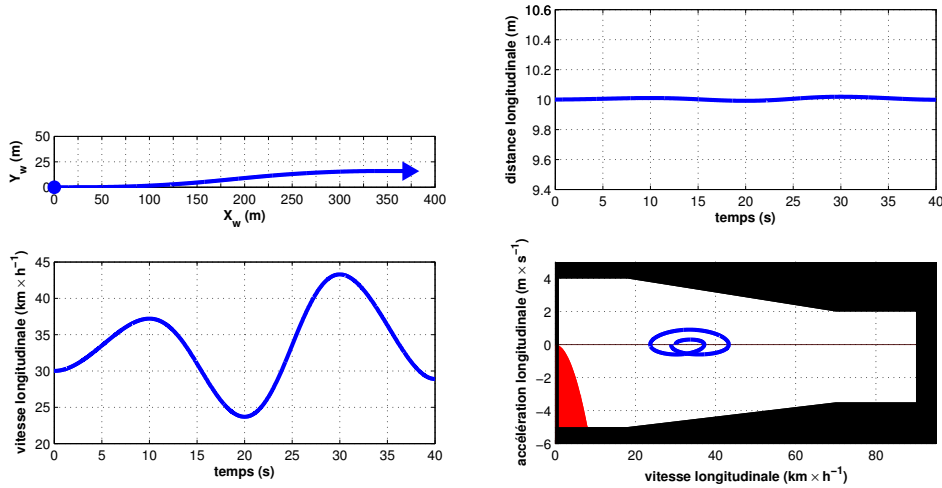 50
25
0
Y_w (m)
0 50 100 150 200 250 300 350 400
X_w (m)
10.6
10.4
10.2
10
9.8
9.6
9.4
distance longitudinale (m)
0 5 10 15 20 25 30 35 40
temps (s)
45
40
35
30
25
20
vitesse longitudinale (km × h⁻¹)
0 5 10 15 20 25 30 35 40
temps (s)
4
2
0
−2
−4
−6
accélération longitudinale (m × s⁻¹)
0 20 40 60 80
vitesse longitudinale (km × h⁻¹)